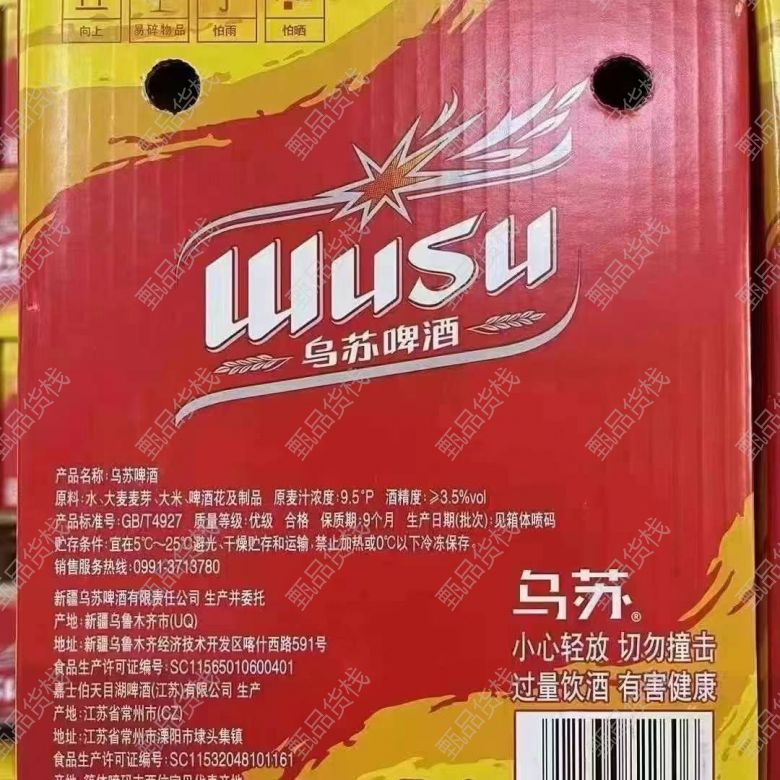 向上 易碎物品 怕雨 怕晒
wusu
乌苏啤酒
产品名称:乌苏啤酒
原料:水、大麦麦芽、大米、啤酒花及制品 原麦汁浓度:9.5°P 酒精度:≥3.5%vol
产品标准号:GB/T4927 质量等级:优级 合格 保质期:9个月 生产日期(批次):见箱体喷码
贮存条件:宜在5℃~25℃避光、干燥贮存和运输,禁止加热或0℃以下冷冻保存。
销售服务热线:0991-3713780
新疆乌苏啤酒有限责任公司 生产并委托
产地:新疆乌鲁木齐市(UQ)
地址:新疆乌鲁木齐经济技术开发区喀什西路591号
食品生产许可证编号:SC11565010600401
嘉士伯天目湖啤酒(江苏)有限公司 生产
产地:江苏省常州市(CZ)
地址:江苏省常州市溧阳市埭头集镇
食品生产许可证编号:SC11532048101161
乌苏®
小心轻放 切勿撞击
过量饮酒 有害健康
甄品货栈